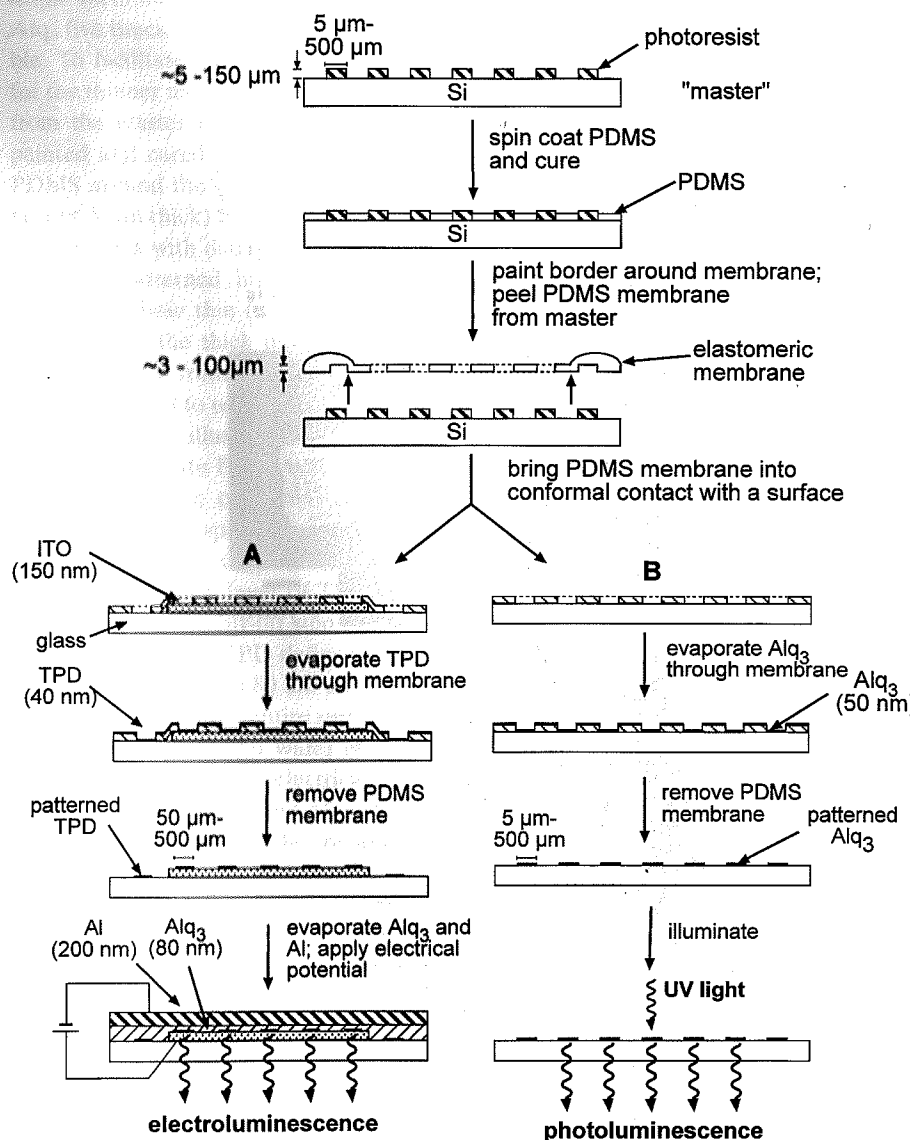 5 µm-
500 µm
photoresist
~5 -150 µm
Si
"master"
spin coat PDMS
and cure
PDMS
Si
paint border around membrane;
peel PDMS membrane
from master
~3 - 100µm
elastomeric
membrane
Si
bring PDMS membrane into
conformal contact with a surface
A
B
ITO
(150 nm)
glass
evaporate TPD
through membrane
TPD
(40 nm)
evaporate Alq3
through membrane
Alq3
(50 nm)
remove PDMS
membrane
patterned
TPD
50 µm-
500 µm
remove PDMS
membrane
5 µm-
500 µm
patterned
Alq3
Al
(200 nm)
Alq3
(80 nm)
evaporate Alq3 and
Al; apply electrical
potential
illuminate
UV light
electroluminescence
photoluminescence